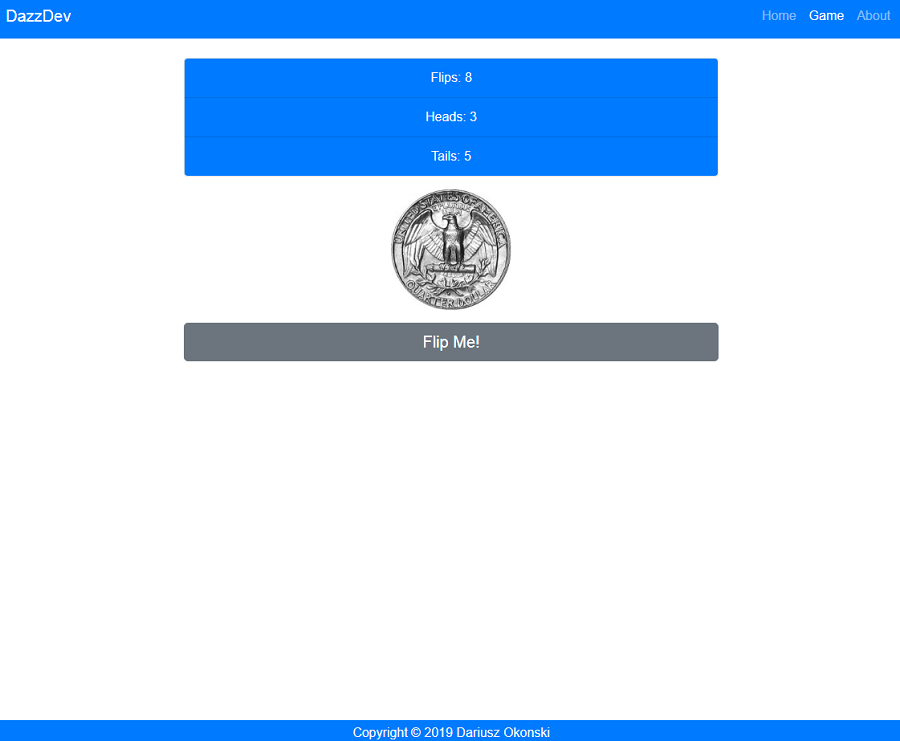 DazzDev
Home Game About
Flips: 8
Heads: 3
Tails: 5
UNITED STATES OF AMERICA
QUARTER DOLLAR
Flip Me!
Copyright © 2019 Dariusz Okonski